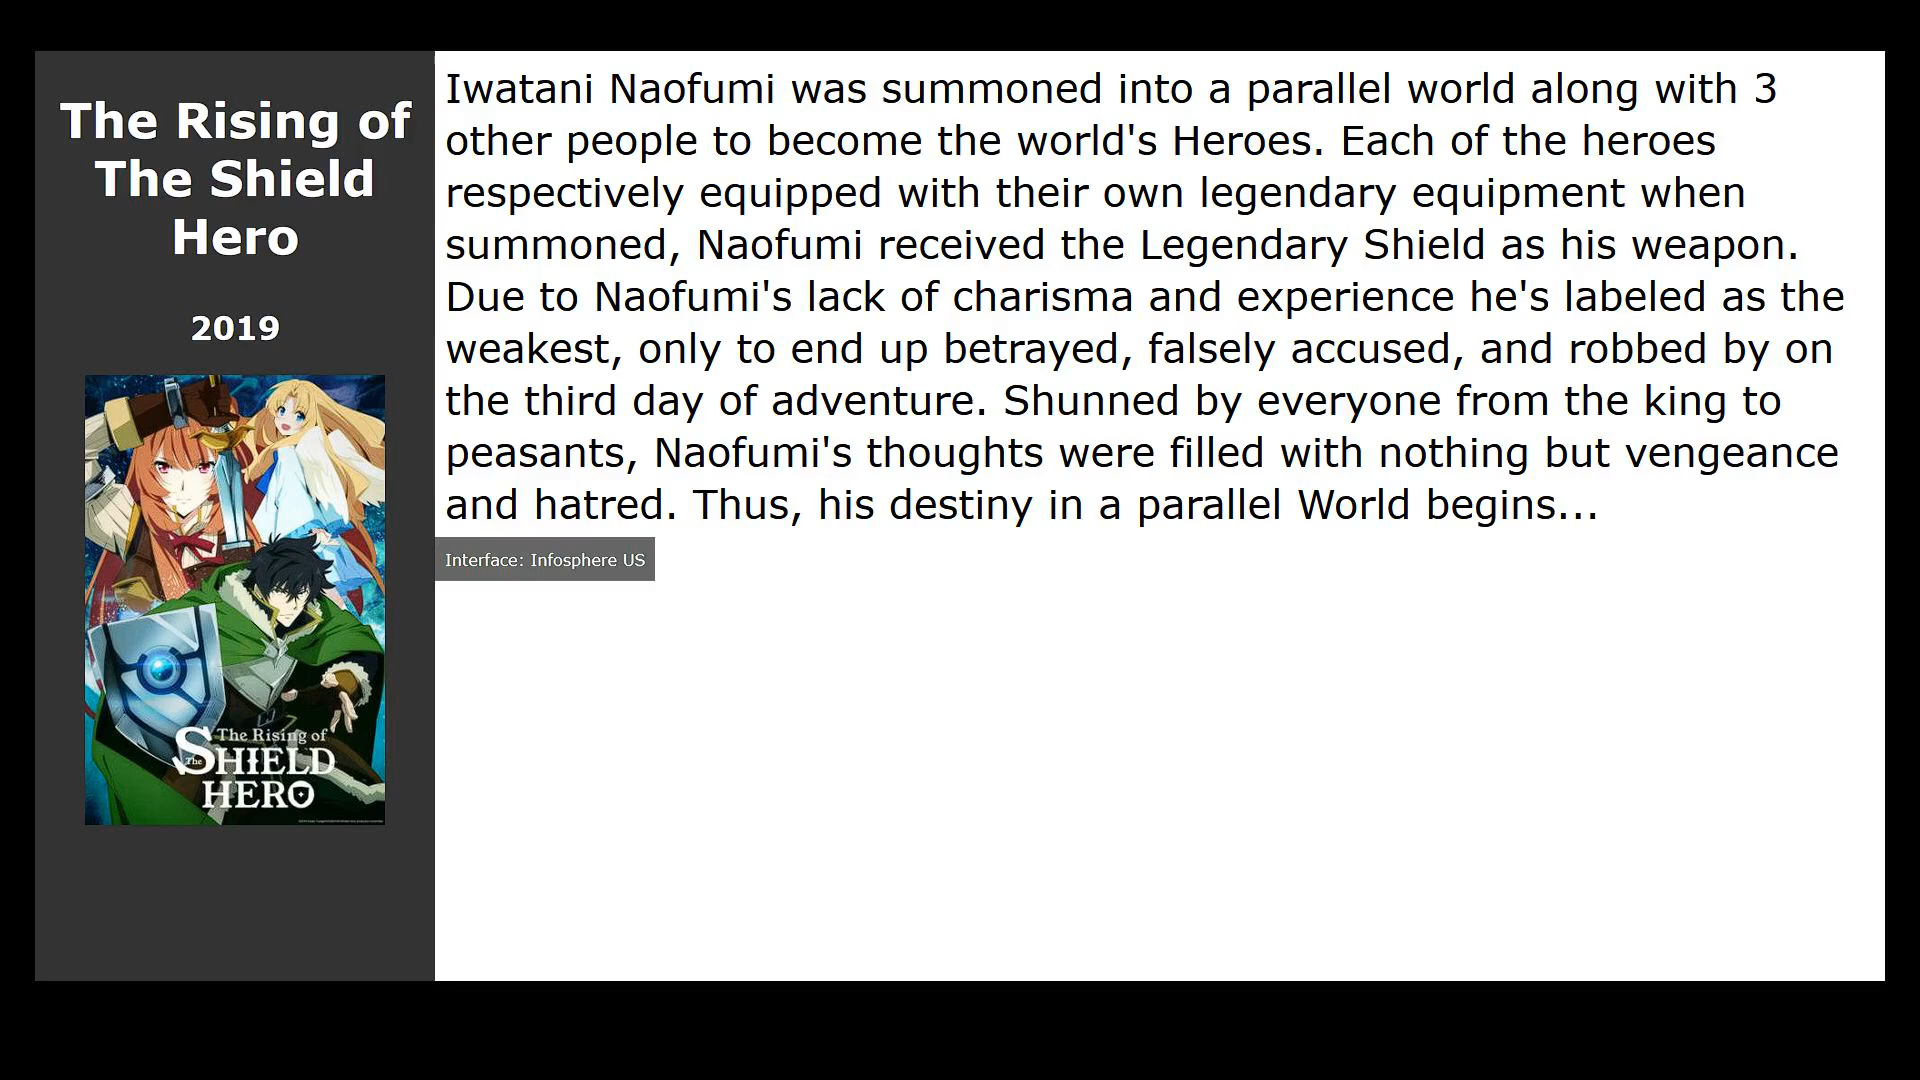 The Rising of
The Shield
Hero
2019
The Rising of
The SHIELD
HERO
Iwatani Naofumi was summoned into a parallel world along with 3
other people to become the world's Heroes. Each of the heroes
respectively equipped with their own legendary equipment when
summoned, Naofumi received the Legendary Shield as his weapon.
Due to Naofumi's lack of charisma and experience he's labeled as the
weakest, only to end up betrayed, falsely accused, and robbed by on
the third day of adventure. Shunned by everyone from the king to
peasants, Naofumi's thoughts were filled with nothing but vengeance
and hatred. Thus, his destiny in a parallel World begins...
Interface: Infosphere US